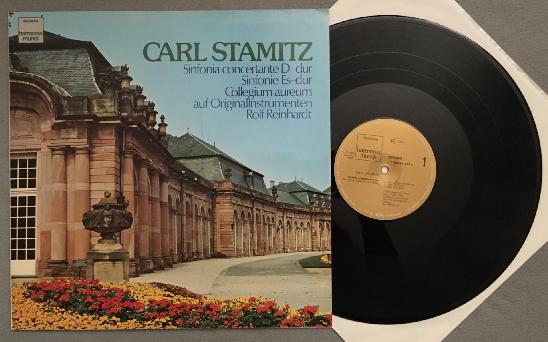 harmonia
mundi
CARL STAMITZ
Sinfonia concertante D-dur
Sinfonie Es-dur
Collegium aureum
auf Originalinstrumenten
Rolf Reinhardt
harmonia
mundi
1